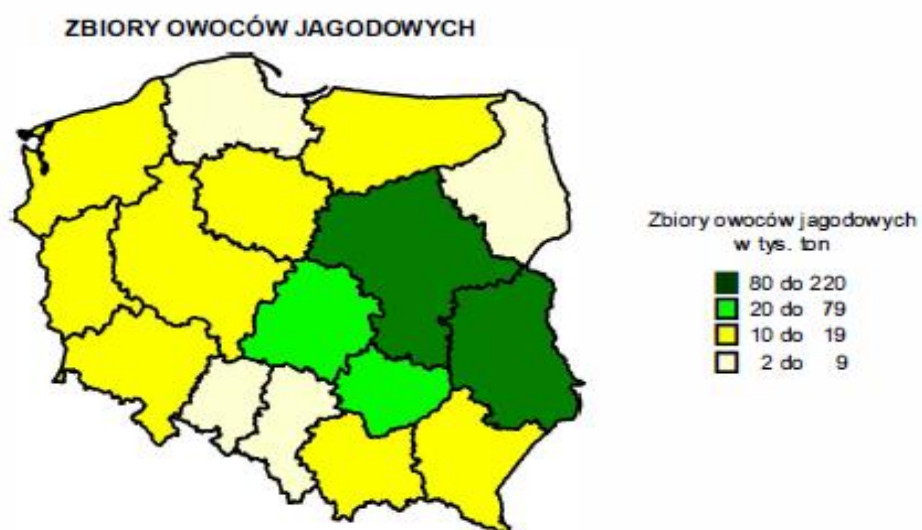 ZBIORY OWOCÓW JAGODOWYCH
Zbiory owoców jagodowych
w tys. ton
80 do 220
20 do 79
10 do 19
2 do 9